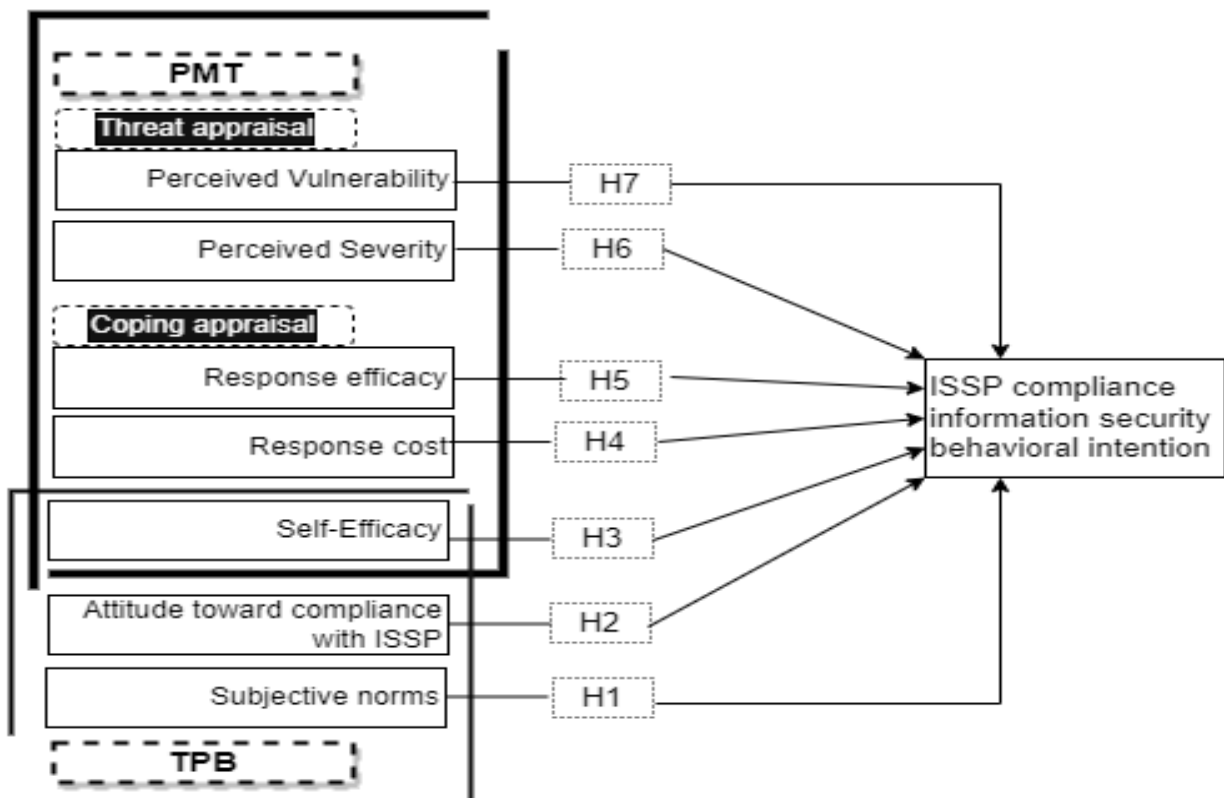 PMT
Threat appraisal
Perceived Vulnerability
H7
Perceived Severity
H6
Coping appraisal
Response efficacy
H5
Response cost
H4
ISSP compliance
information security
behavioral intention
Self-Efficacy
H3
Attitude toward compliance
with ISSP
H2
Subjective norms
H1
TPB